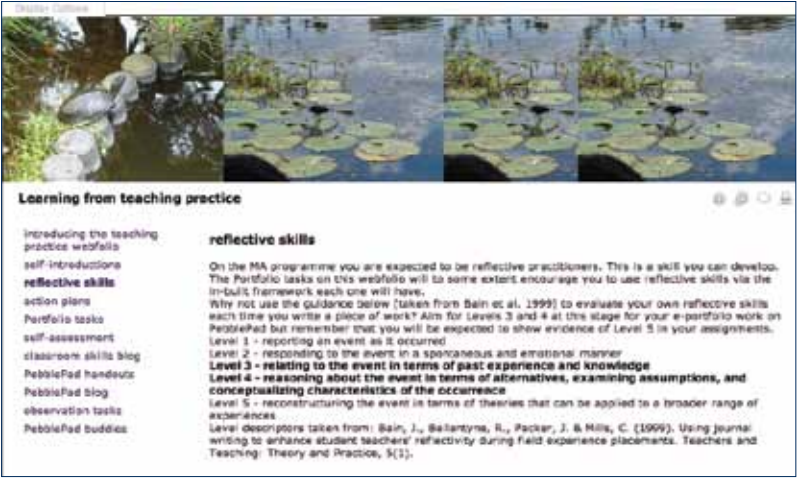 Display Options
Learning from teaching practice
introducing the teaching
practice webfolio
self-introductions
reflective skills
action plans
Portfolio tasks
self-assessment
classroom skills blog
PebblePad handouts
PebblePad blog
observation tasks
PebblePad buddies
reflective skills
On the MA programme you are expected to be reflective practitioners. This is a skill you can develop.
The Portfolio tasks on this webfolio will to some extent encourage you to use reflective skills via the
in-built framework each one will have.
Why not use the guidance below (taken from Bain et al. 1999) to evaluate your own reflective skills
each time you write a piece of work? Aim for Levels 3 and 4 at this stage for your e-portfolio work on
PebblePad but remember that you will be expected to show evidence of Level 5 in your assignments.
Level 1 - reporting an event as it occurred
Level 2 - responding to the event in a spontaneous and emotional manner
Level 3 - relating to the event in terms of past experience and knowledge
Level 4 - reasoning about the event in terms of alternatives, examining assumptions, and
conceptualizing characteristics of the occurrence
Level 5 - reconstructing the event in terms of theories that can be applied to a broader range of
experiences
Level descriptors taken from: Bain, J., Ballantyne, R., Packer, J. & Mills, C. (1999). Using journal
writing to enhance student teachers' reflectivity during field experience placements. Teachers and
Teaching: Theory and Practice, 5(1).